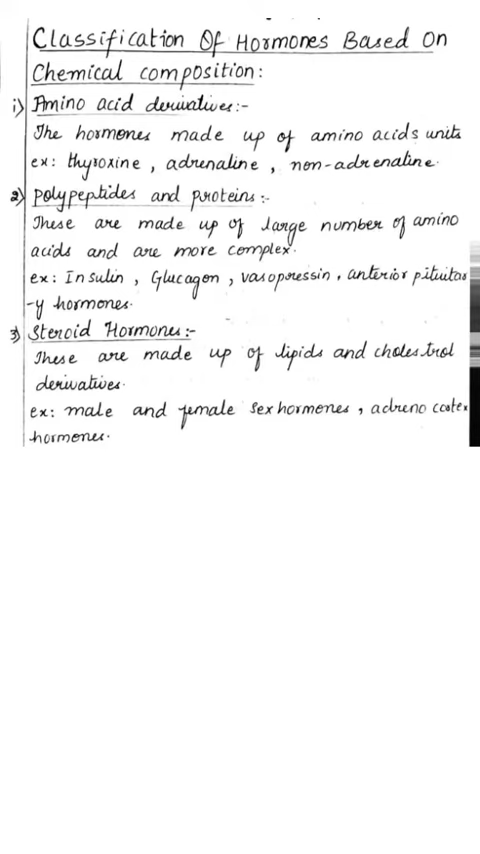 Classification Of Hormones Based On
Chemical composition:
i) Amino acid derivatives:-
The hormones made up of amino acids units
ex: thyroxine, adrenaline, non-adrenaline.
2) polypeptides and proteins:-
These are made up of large number of amino
acids and are more complex.
ex: Insulin, Glucagon, vasopressin, anterior pituitar
-y hormones.
3) Steroid Hormones:-
These are made up of lipids and cholestrol
derivatives.
ex: male and female sex hormones, adreno cortex
hormones.